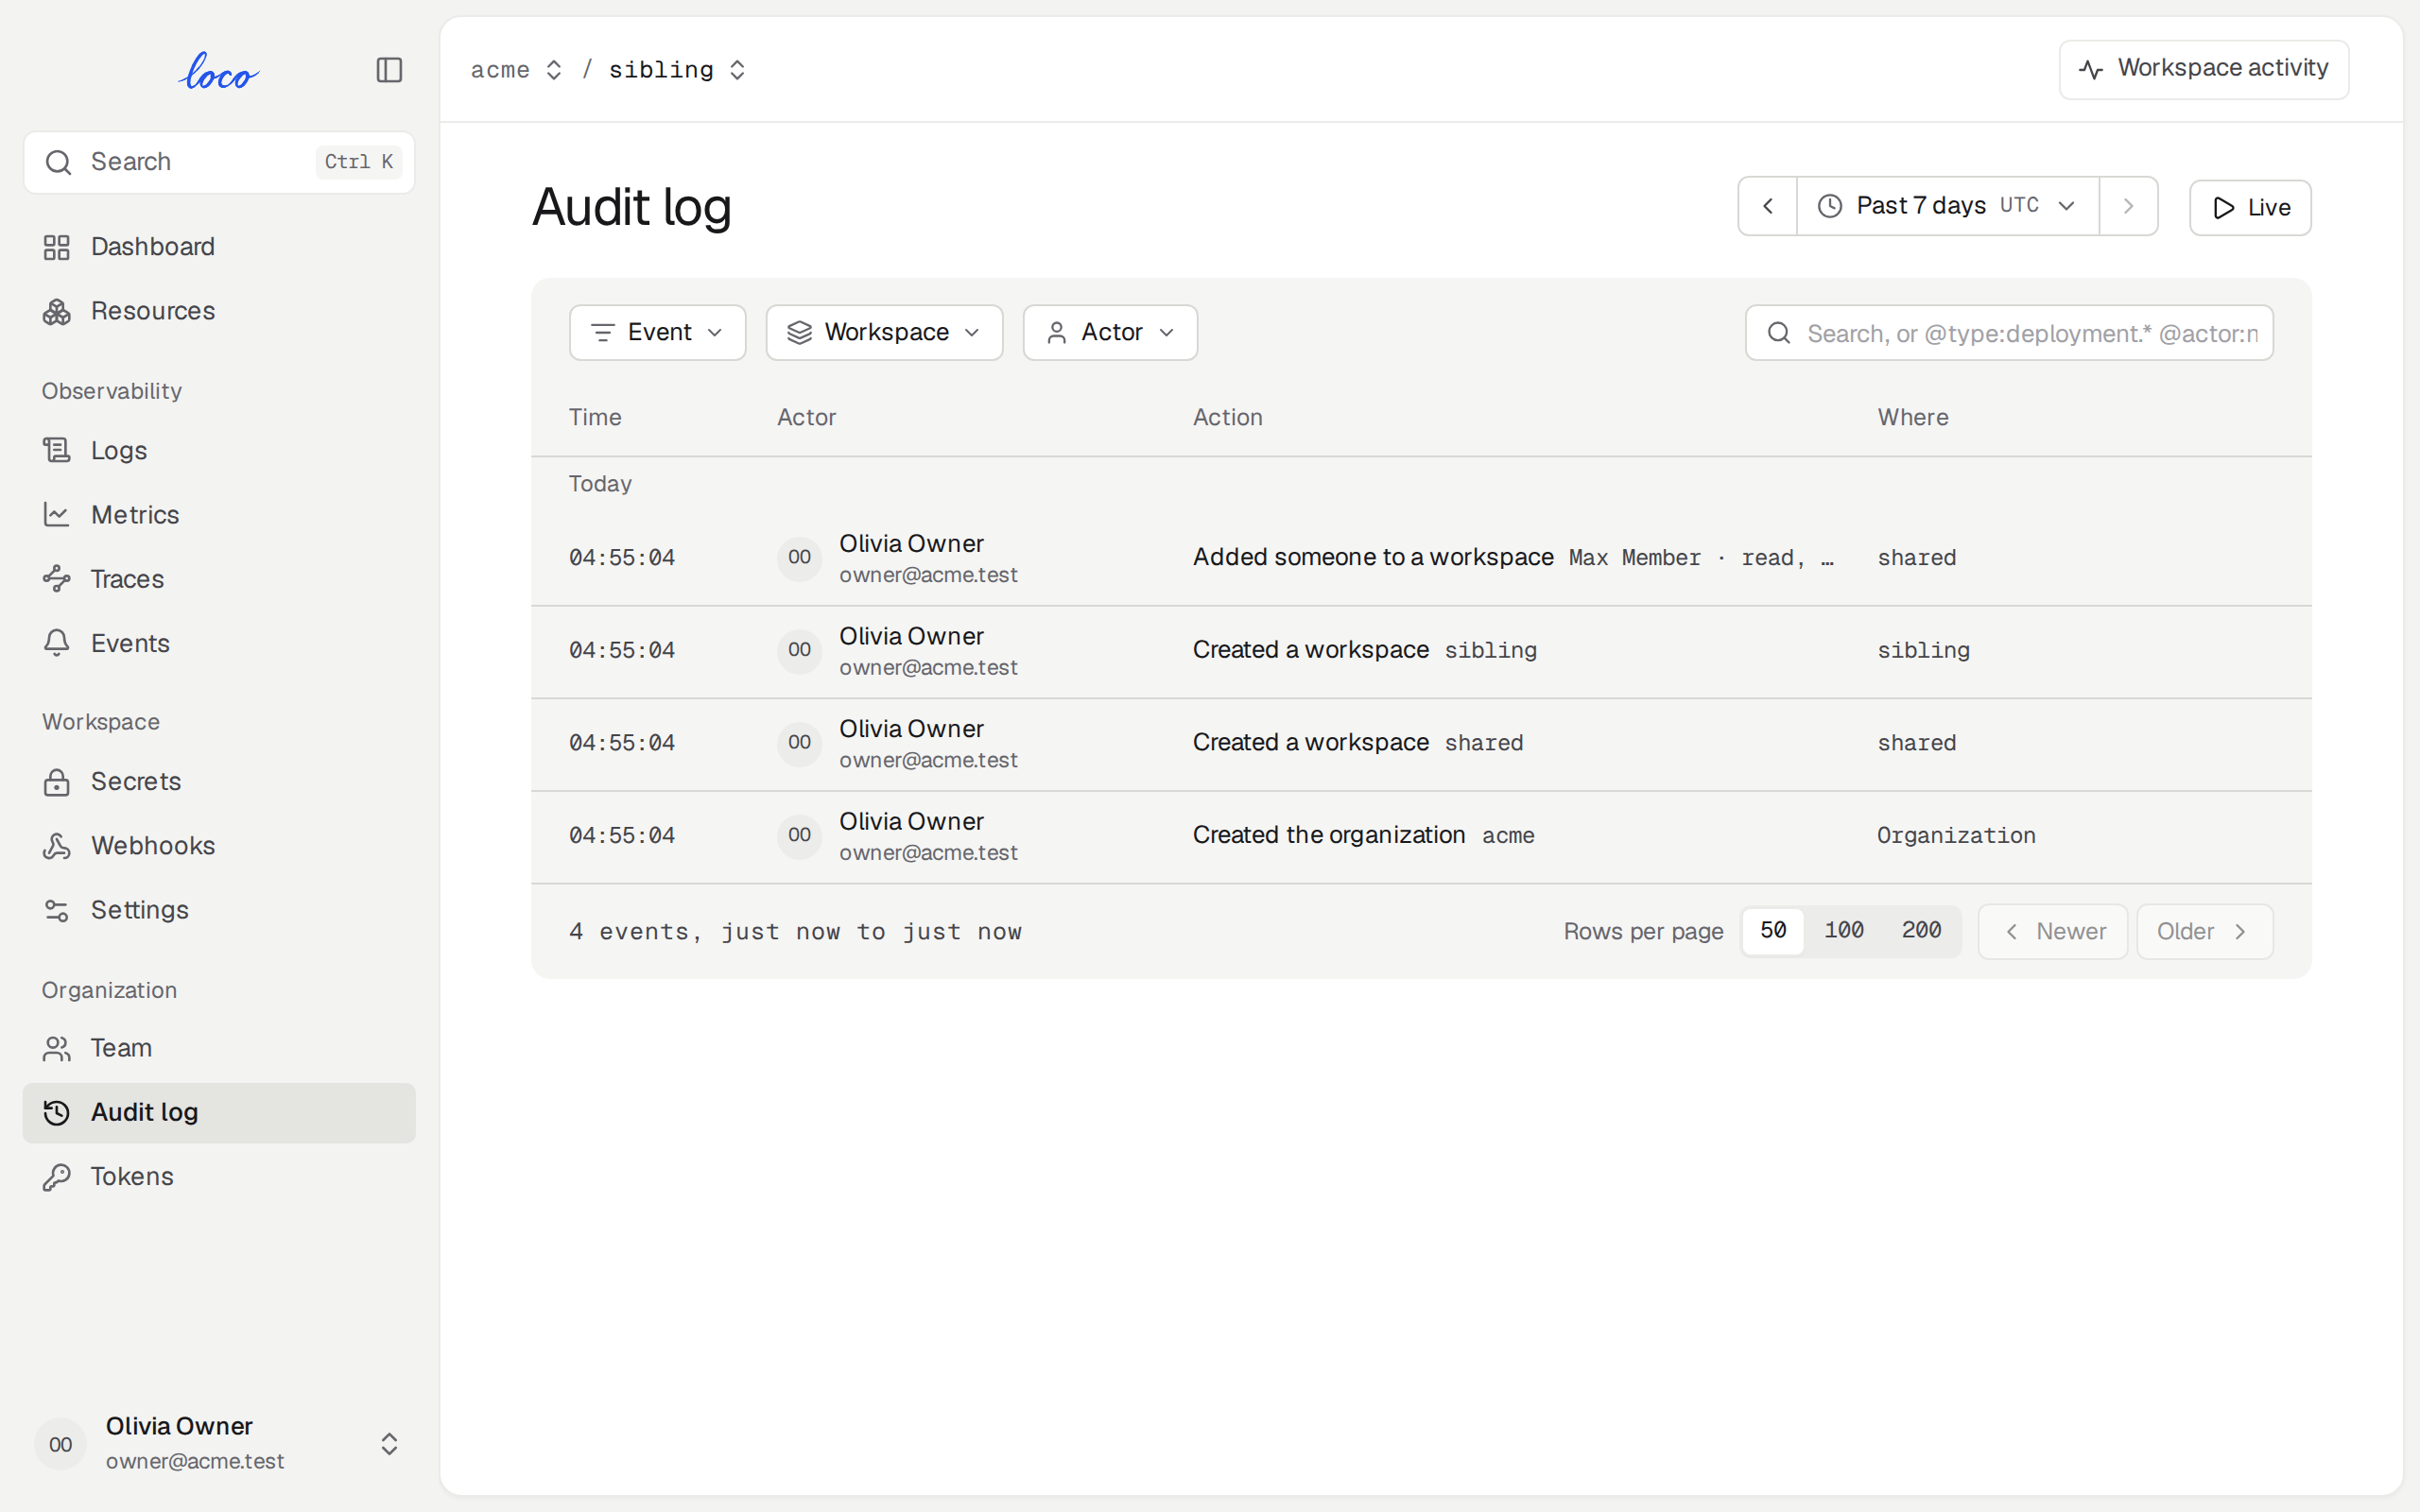 loco
acme / sibling
Workspace activity
Search Ctrl K
Dashboard
Resources
Observability
Logs
Metrics
Traces
Events
Workspace
Secrets
Webhooks
Settings
Organization
Team
Audit log
Tokens
OO Olivia Owner
owner@acme.test
Audit log
Past 7 days UTC
Live
Event Workspace Actor
Search, or @type:deployment.* @actor:n
Time Actor Action Where
Today
04:55:04 OO Olivia Owner owner@acme.test Added someone to a workspace Max Member · read, … shared
04:55:04 OO Olivia Owner owner@acme.test Created a workspace sibling sibling
04:55:04 OO Olivia Owner owner@acme.test Created a workspace shared shared
04:55:04 OO Olivia Owner owner@acme.test Created the organization acme Organization
4 events, just now to just now
Rows per page 50 100 200 Newer Older